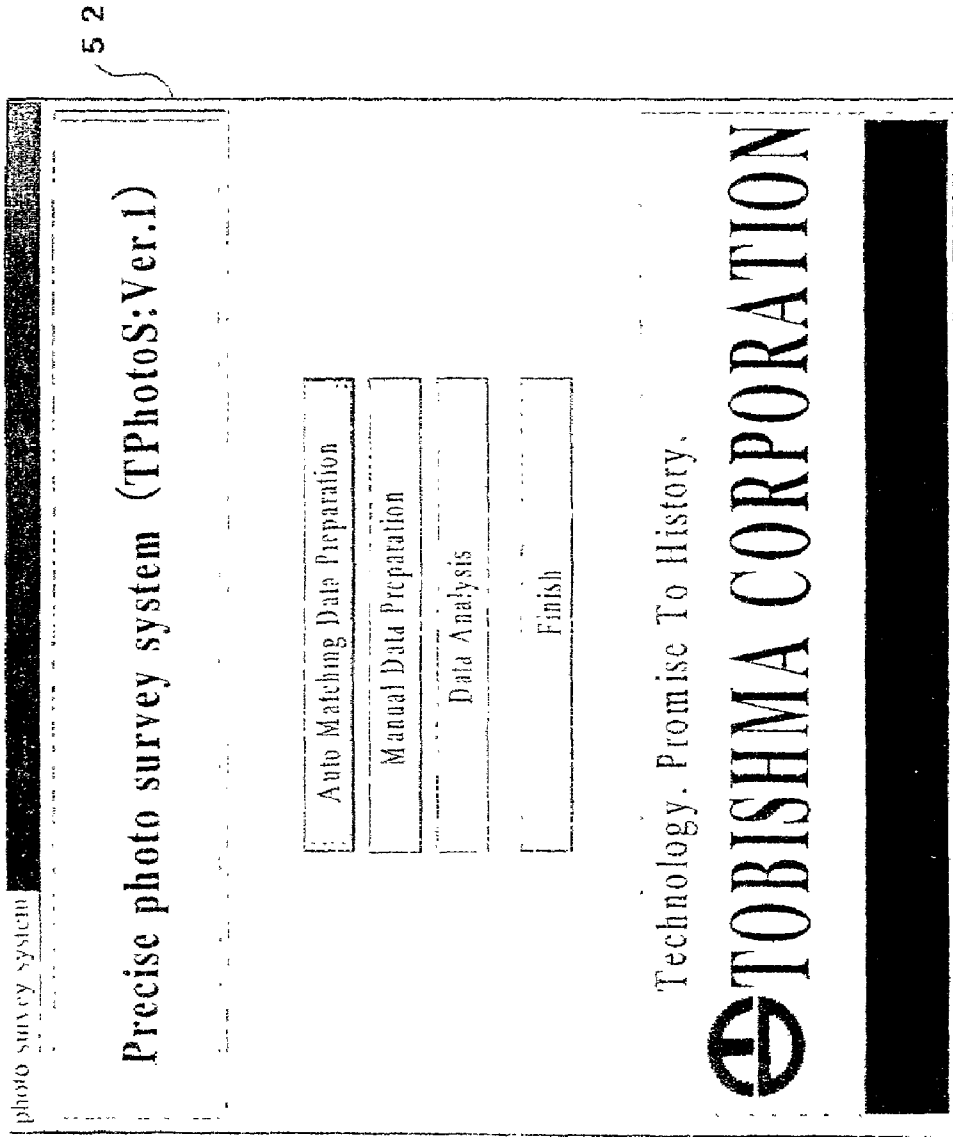 52
photo survey system
Precise photo survey system (TPhotoS:Ver.1)
Auto Matching Data Preparation
Manual Data Preparation
Data Analysis
Finish
Technology. Promise To History.
TOBISHMA CORPORATION